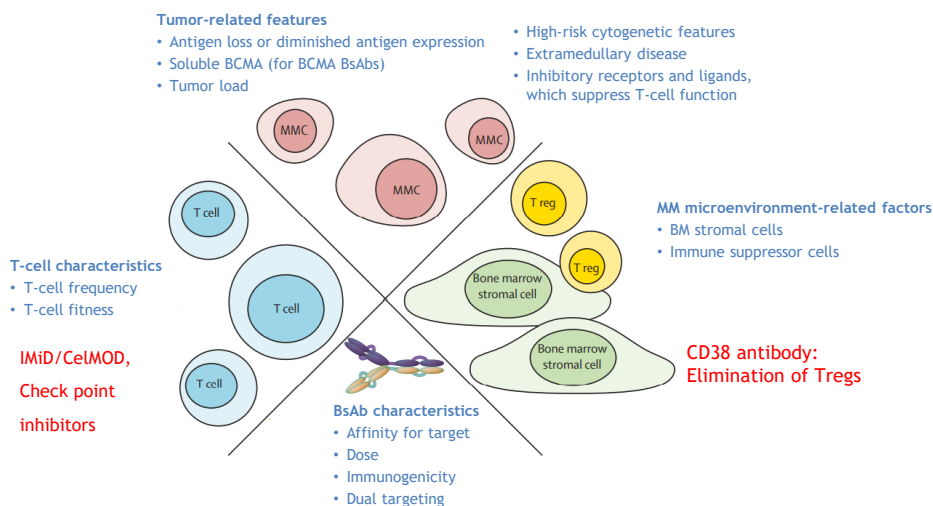 Tumor-related features
• Antigen loss or diminished antigen expression
• Soluble BCMA (for BCMA BsAbs)
• Tumor load
• High-risk cytogenetic features
• Extramedullary disease
• Inhibitory receptors and ligands,
which suppress T-cell function
MMC
MMC
MMC
T cell
T reg
MM microenvironment-related factors
• BM stromal cells
• Immune suppressor cells
T reg
T-cell characteristics
• T-cell frequency
• T-cell fitness
T cell
Bone marrow
stromal cell
IMiD/CelMOD,
Check point
inhibitors
T cell
Bone marrow
stromal cell
CD38 antibody:
Elimination of Tregs
BsAb characteristics
• Affinity for target
• Dose
• Immunogenicity
• Dual targeting